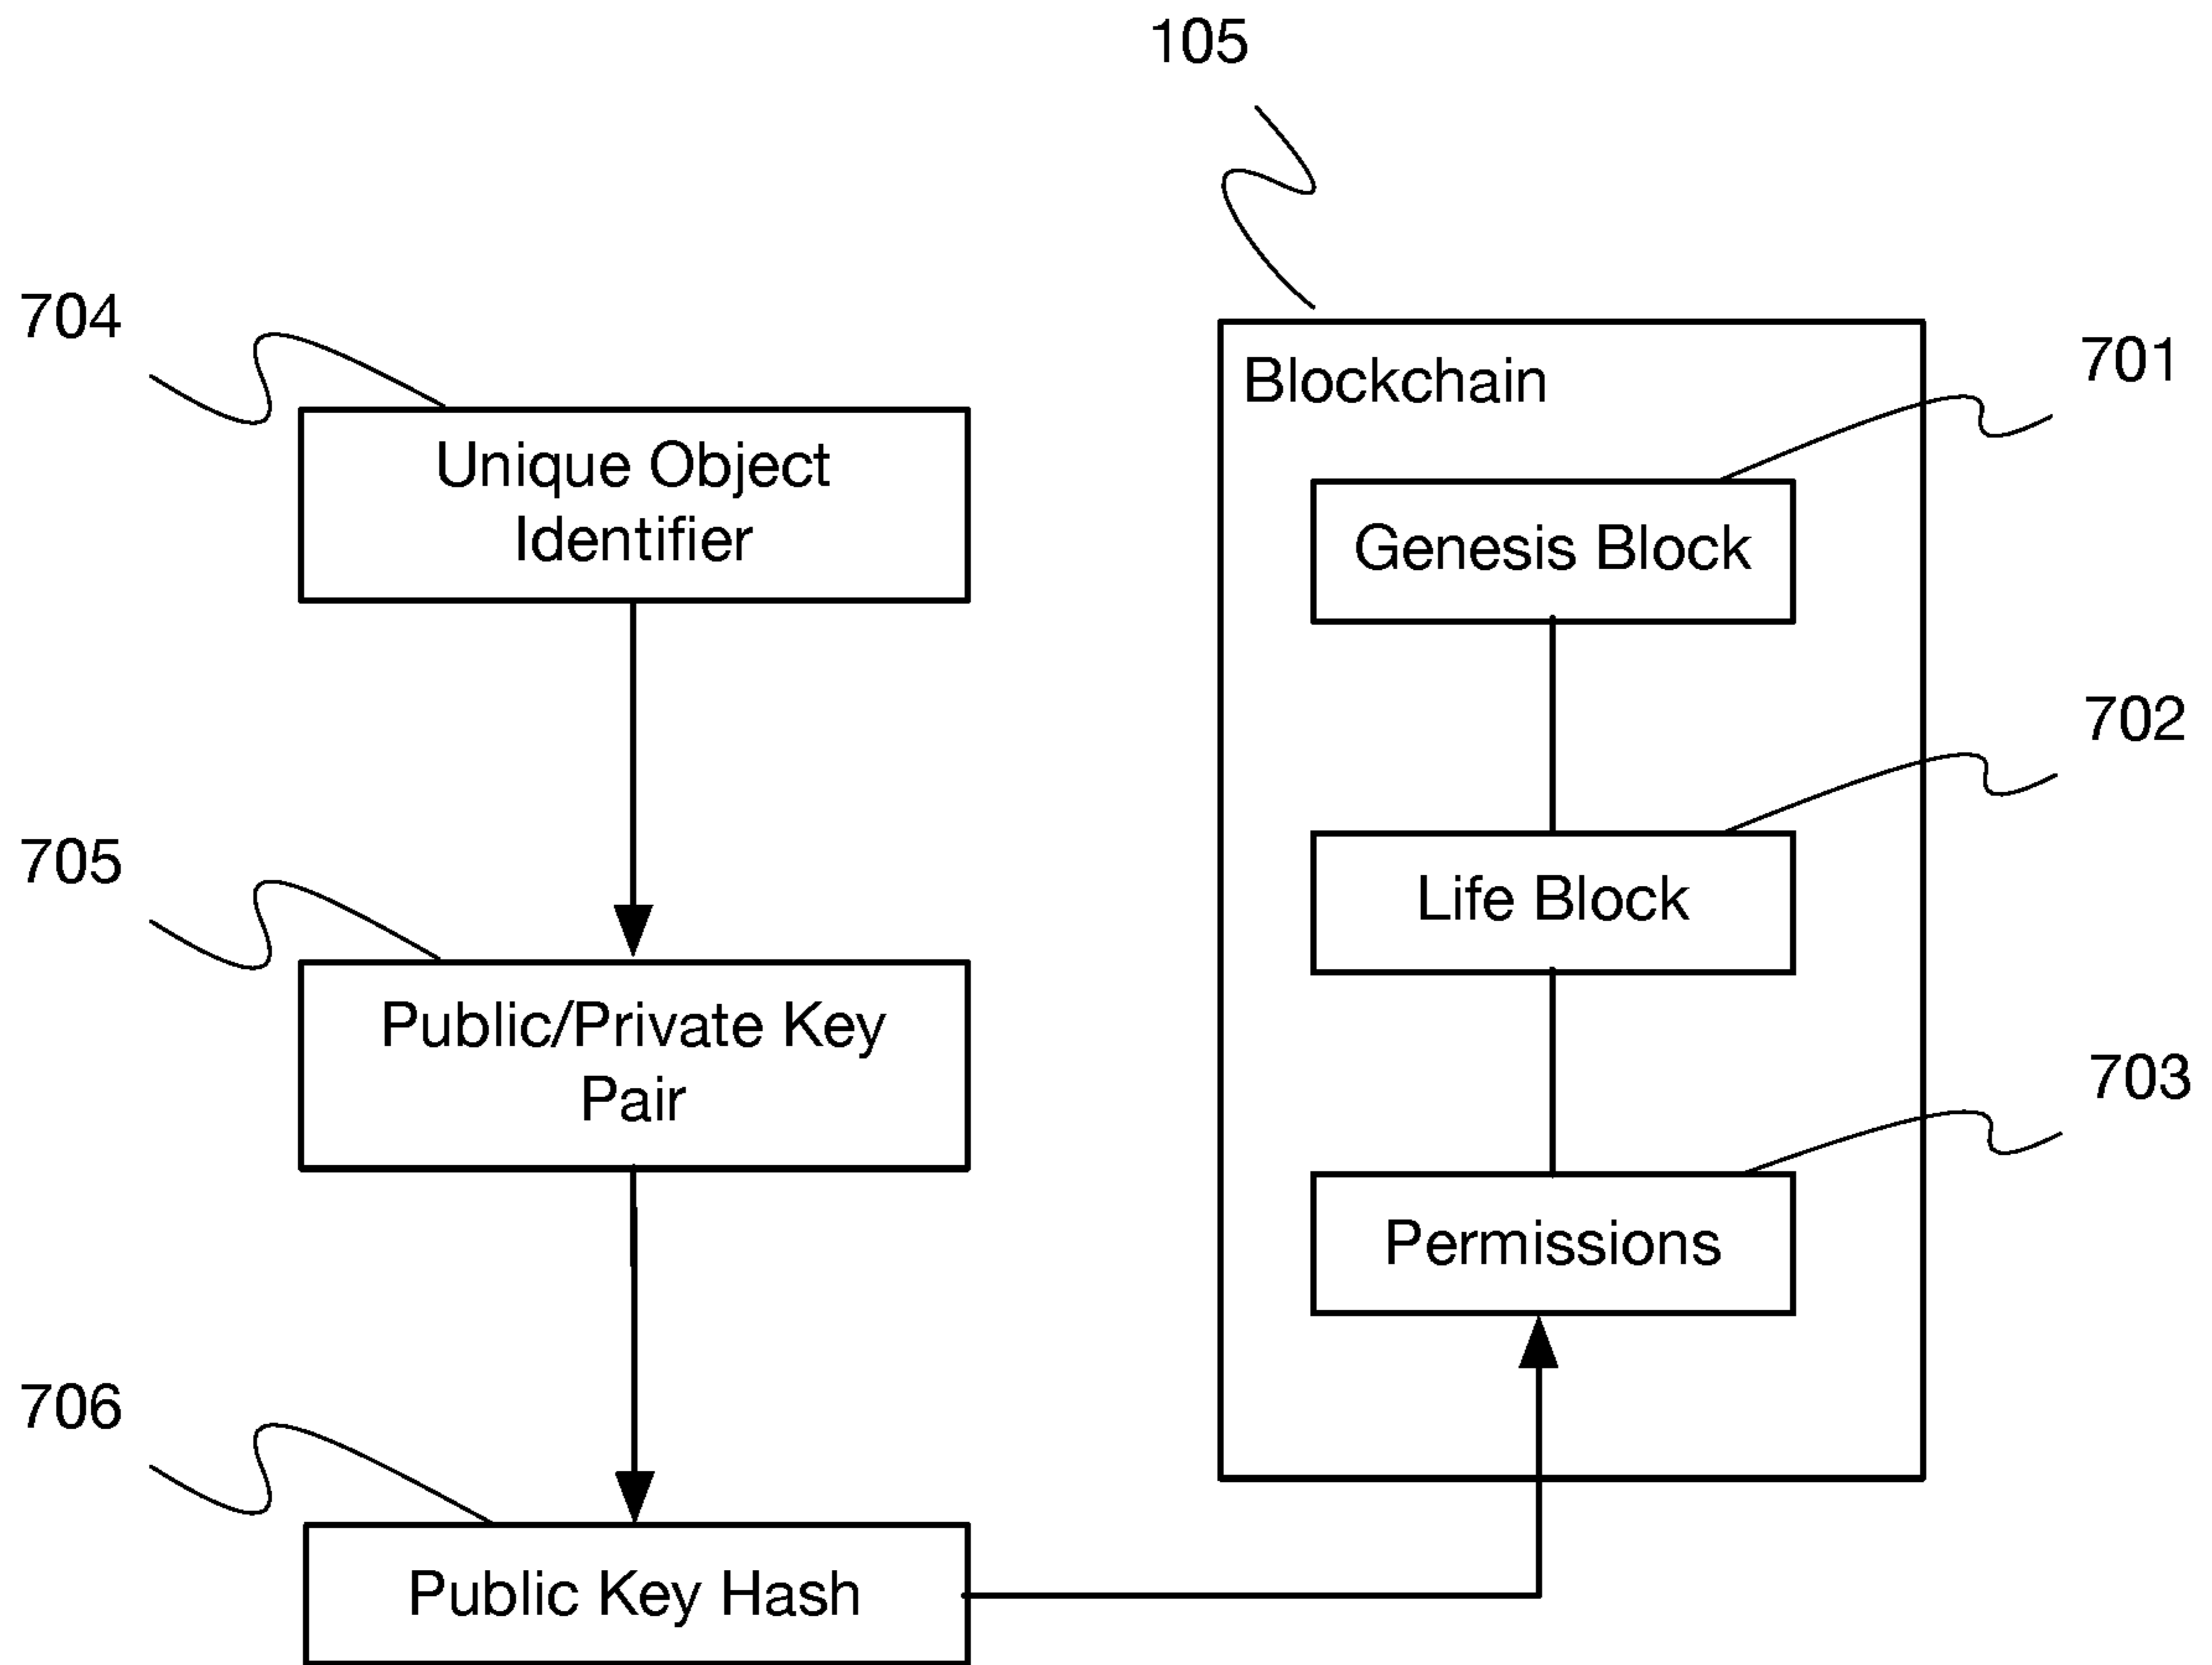 105
704
Unique Object
Identifier
705
Public/Private Key
Pair
706
Public Key Hash
Blockchain
701
Genesis Block
702
Life Block
703
Permissions